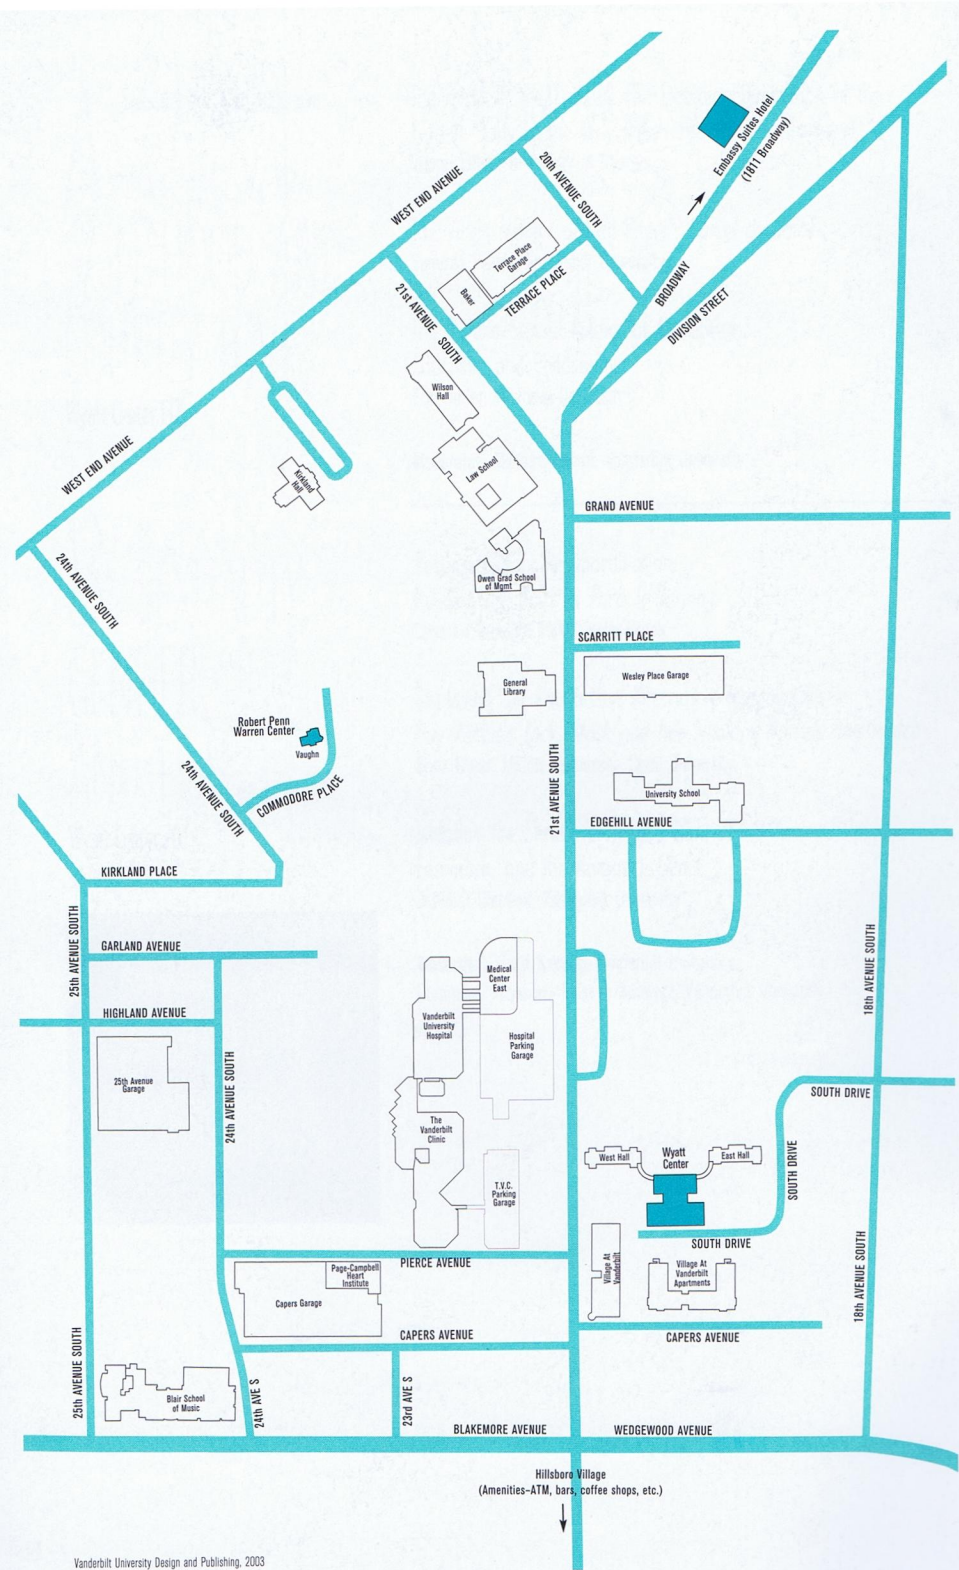 Embassy Suites Hotel
(1811 Broadway)
WEST END AVENUE
20th AVENUE SOUTH
Terrace Place
Garage
Baker
TERRACE PLACE
BROADWAY
DIVISION STREET
21st AVENUE SOUTH
Wilson
Hall
Law School
WEST END AVENUE
Kirkland
Hall
GRAND AVENUE
24th AVENUE SOUTH
Owen Grad School
of Mgmt
SCARRITT PLACE
General
Library
Wesley Place Garage
Robert Penn
Warren Center
Vaughn
24th AVENUE SOUTH
COMMODORE PLACE
21st AVENUE SOUTH
University School
EDGEHILL AVENUE
KIRKLAND PLACE
25th AVENUE SOUTH
GARLAND AVENUE
18th AVENUE SOUTH
Medical
Center
East
HIGHLAND AVENUE
Vanderbilt
University
Hospital
Hospital
Parking
Garage
25th Avenue
Garage
24th AVENUE SOUTH
SOUTH DRIVE
The
Vanderbilt
Clinic
West Hall
Wyatt
Center
East Hall
SOUTH DRIVE
T.V.C.
Parking
Garage
SOUTH DRIVE
18th AVENUE SOUTH
PIERCE AVENUE
Page-Campbell
Heart
Institute
Village At
Vanderbilt
Village At
Vanderbilt
Apartments
Capers Garage
CAPERS AVENUE
CAPERS AVENUE
25th AVENUE SOUTH
Blair School
of Music
24th AVE S
23rd AVE S
BLAKEMORE AVENUE
WEDGEWOOD AVENUE
Hillsboro Village
(Amenities–ATM, bars, coffee shops, etc.)
Vanderbilt University Design and Publishing, 2003